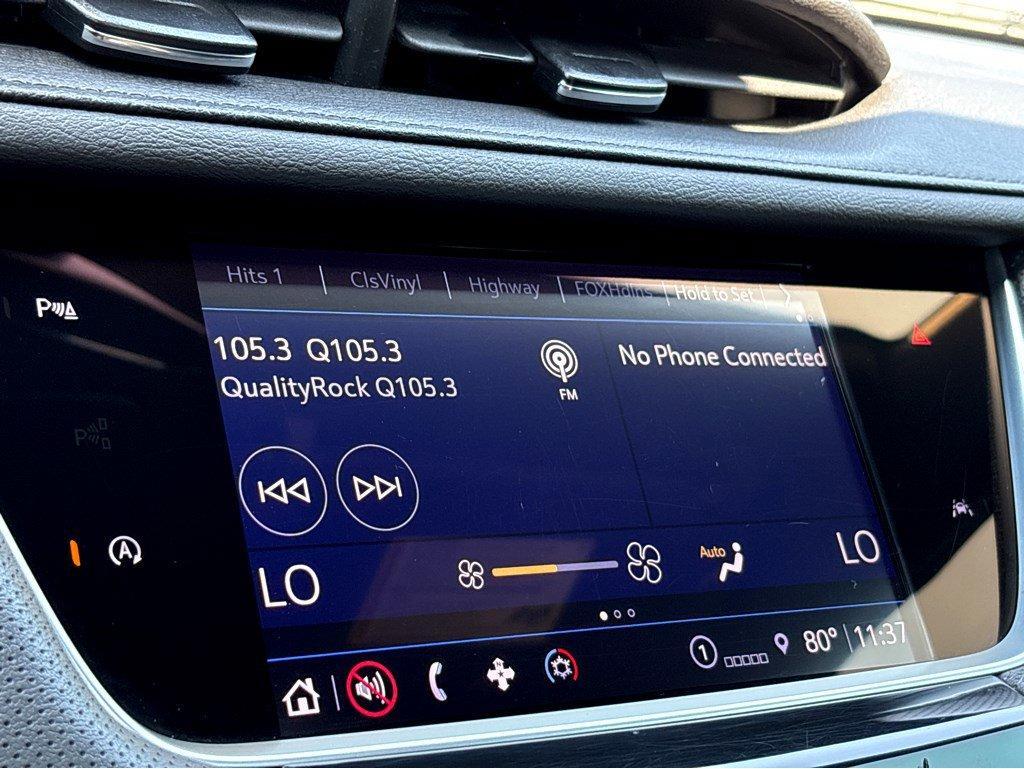 Hits 1 ClsVinyl Highway FOXHdlns Hold to Set
105.3 Q105.3
QualityRock Q105.3
FM
No Phone Connected
P
P
A
LO
Auto
LO
N
1
80° 11:37